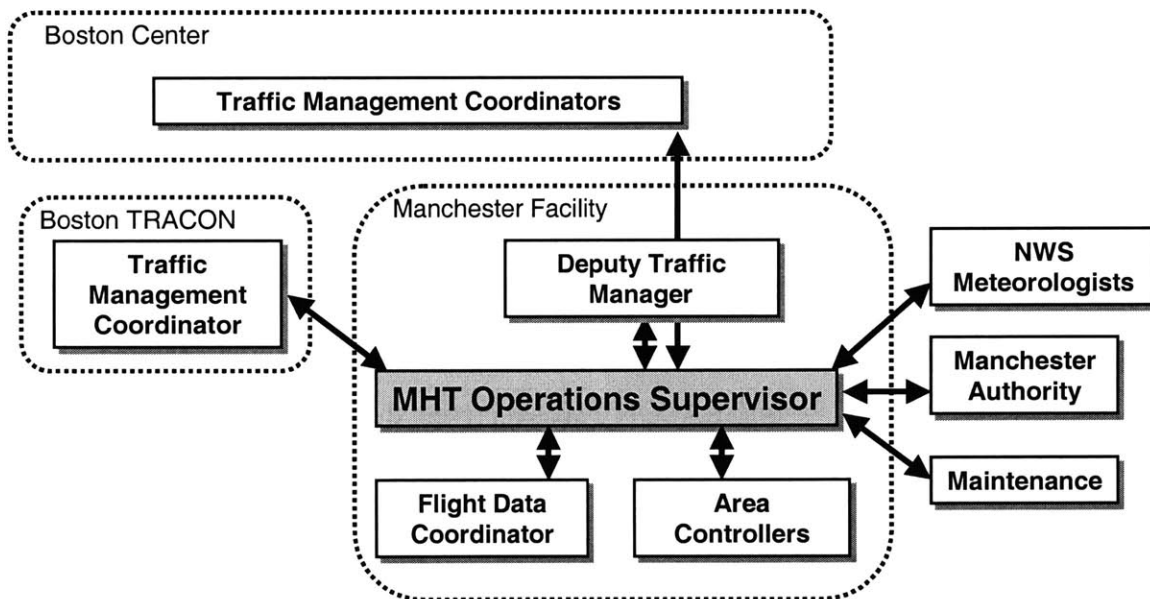 Boston Center
Traffic Management Coordinators
Boston TRACON
Traffic
Management
Coordinator
Manchester Facility
Deputy Traffic
Manager
NWS
Meteorologists
Manchester
Authority
MHT Operations Supervisor
Maintenance
Flight Data
Coordinator
Area
Controllers